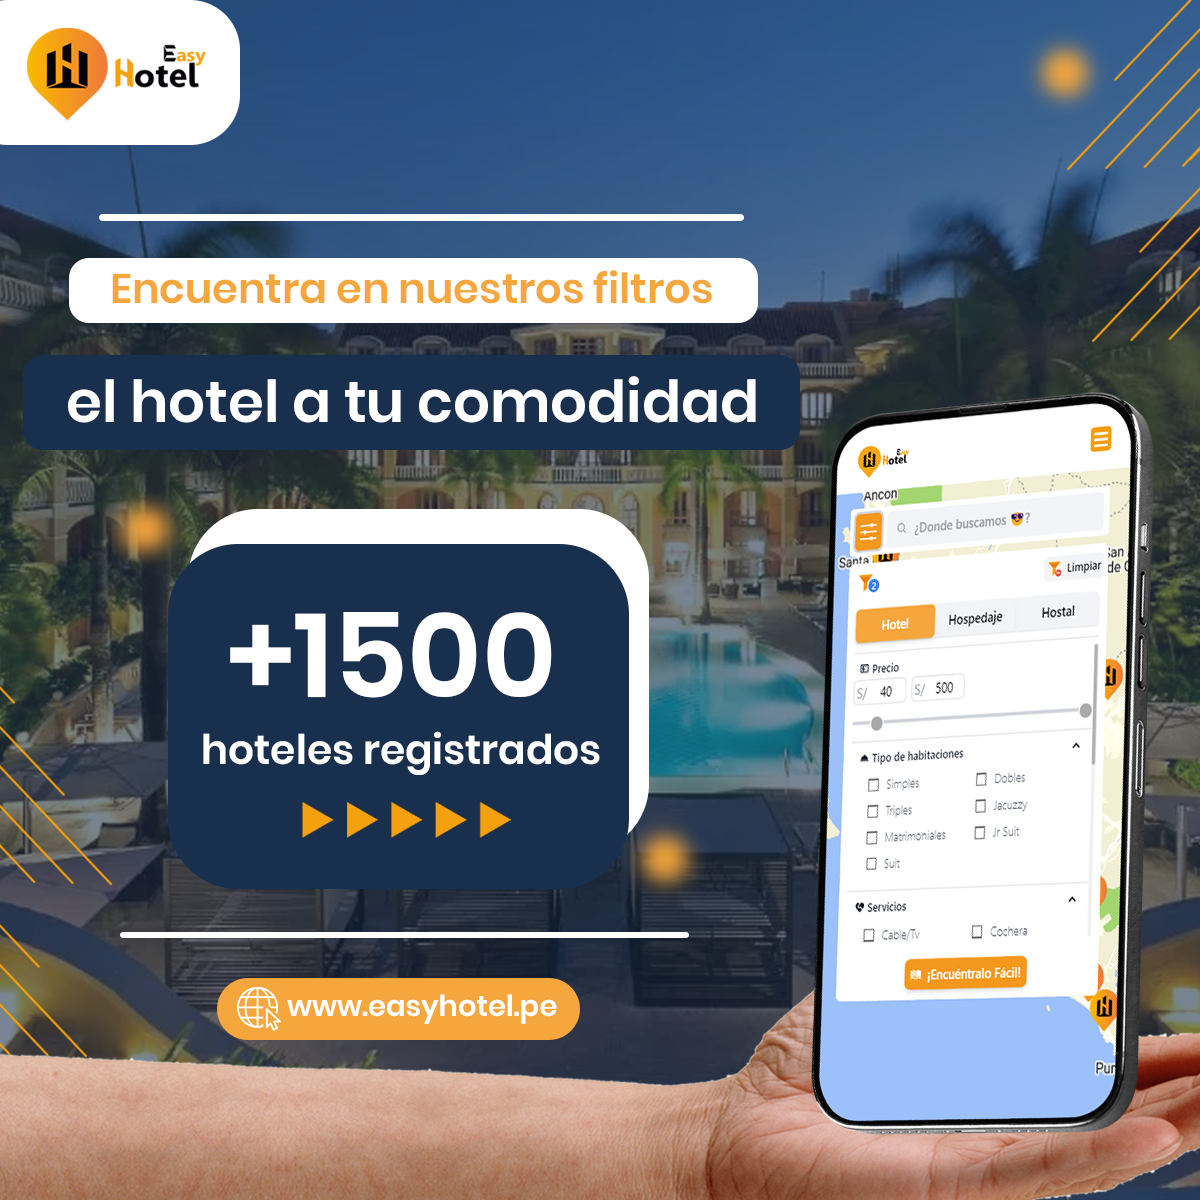 Easy
Hotel
Encuentra en nuestros filtros
el hotel a tu comodidad
+1500
hoteles registrados
www.easyhotel.pe
Easy
Hotel
Ancon
¿Donde buscamos 😎?
Santa
San
de
2
Limpiar
Hotel
Hospedaje
Hostal
Precio
S/ 40
S/ 500
Tipo de habitaciones
Simples
Dobles
Triples
Jacuzzy
Matrimoniales
Jr Suit
Suit
Servicios
Cable/Tv
Cochera
¡Encuéntralo Fácil!
Pun